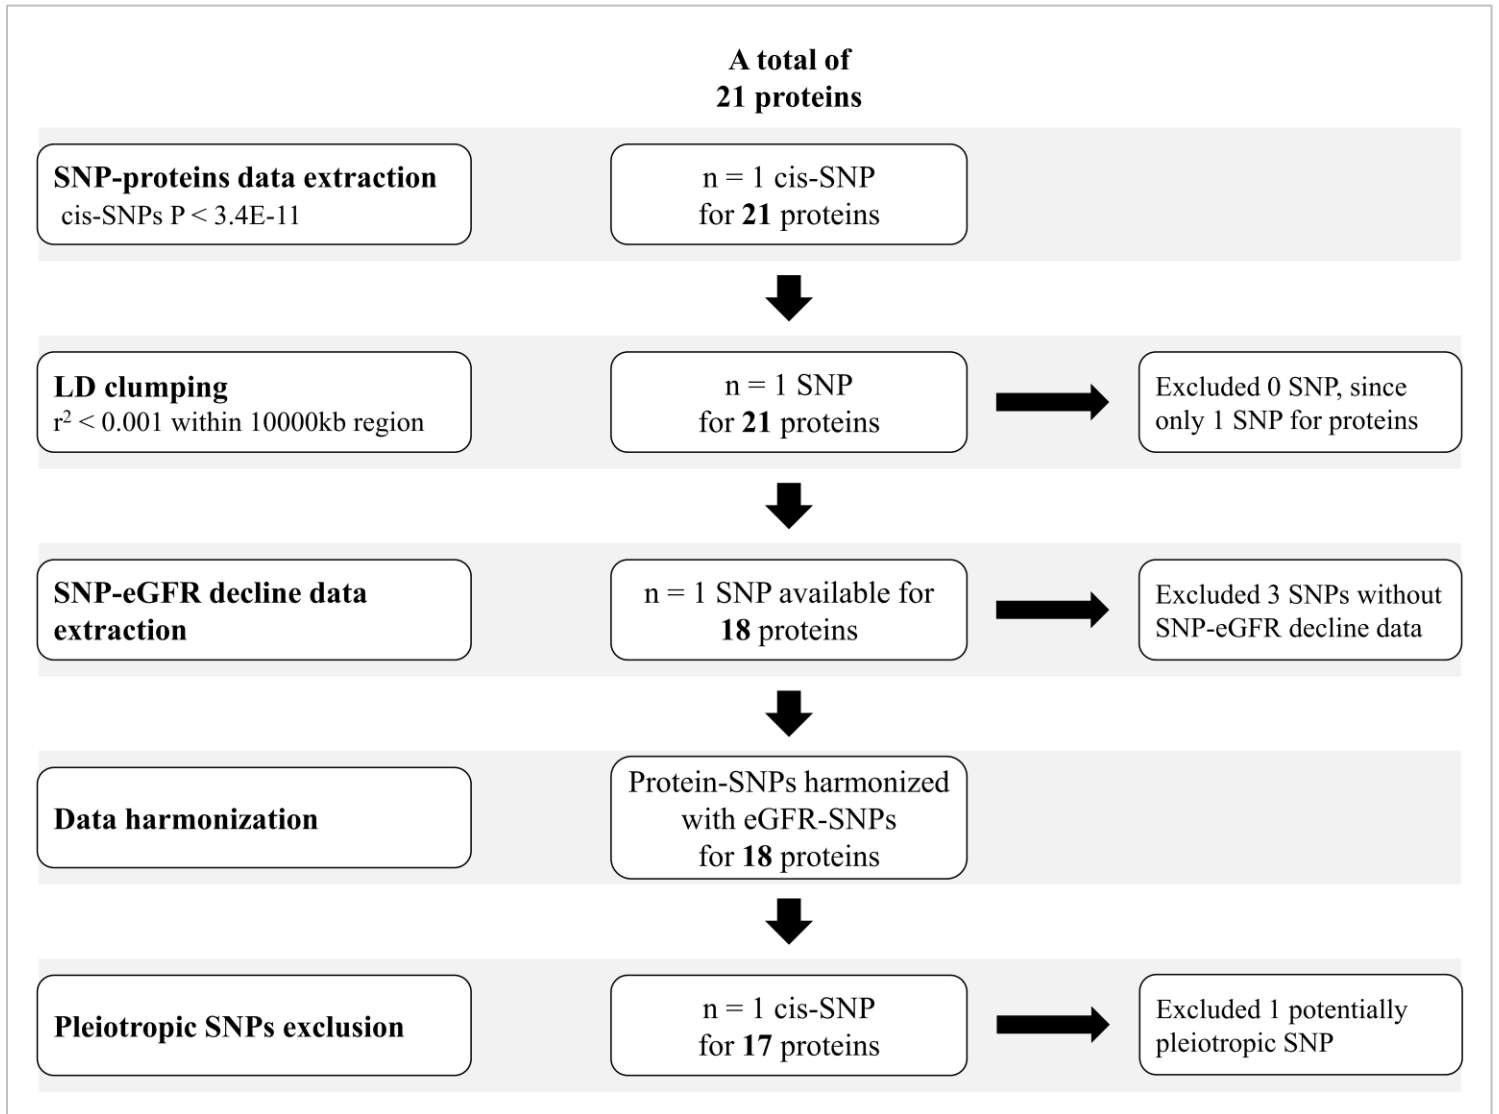 A total of
21 proteins
SNP-proteins data extraction
cis-SNPs P < 3.4E-11
n = 1 cis-SNP
for 21 proteins
LD clumping
r² < 0.001 within 10000kb region
n = 1 SNP
for 21 proteins
Excluded 0 SNP, since
only 1 SNP for proteins
SNP-eGFR decline data
extraction
n = 1 SNP available for
18 proteins
Excluded 3 SNPs without
SNP-eGFR decline data
Data harmonization
Protein-SNPs harmonized
with eGFR-SNPs
for 18 proteins
Pleiotropic SNPs exclusion
n = 1 cis-SNP
for 17 proteins
Excluded 1 potentially
pleiotropic SNP